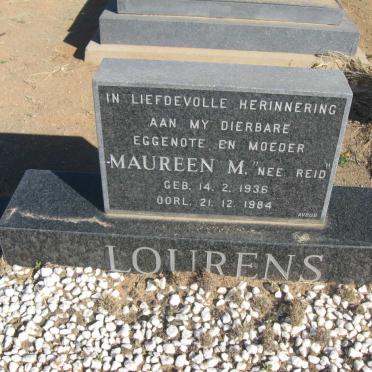 IN LIEFDEVOLLE HERINNERING
AAN MY DIERBARE
EGGENOTE EN MOEDER
MAUREEN M. "NEE REID"
GEB. 14. 2. 1936
OORL. 21. 12. 1984
AVBOB
LOURENS